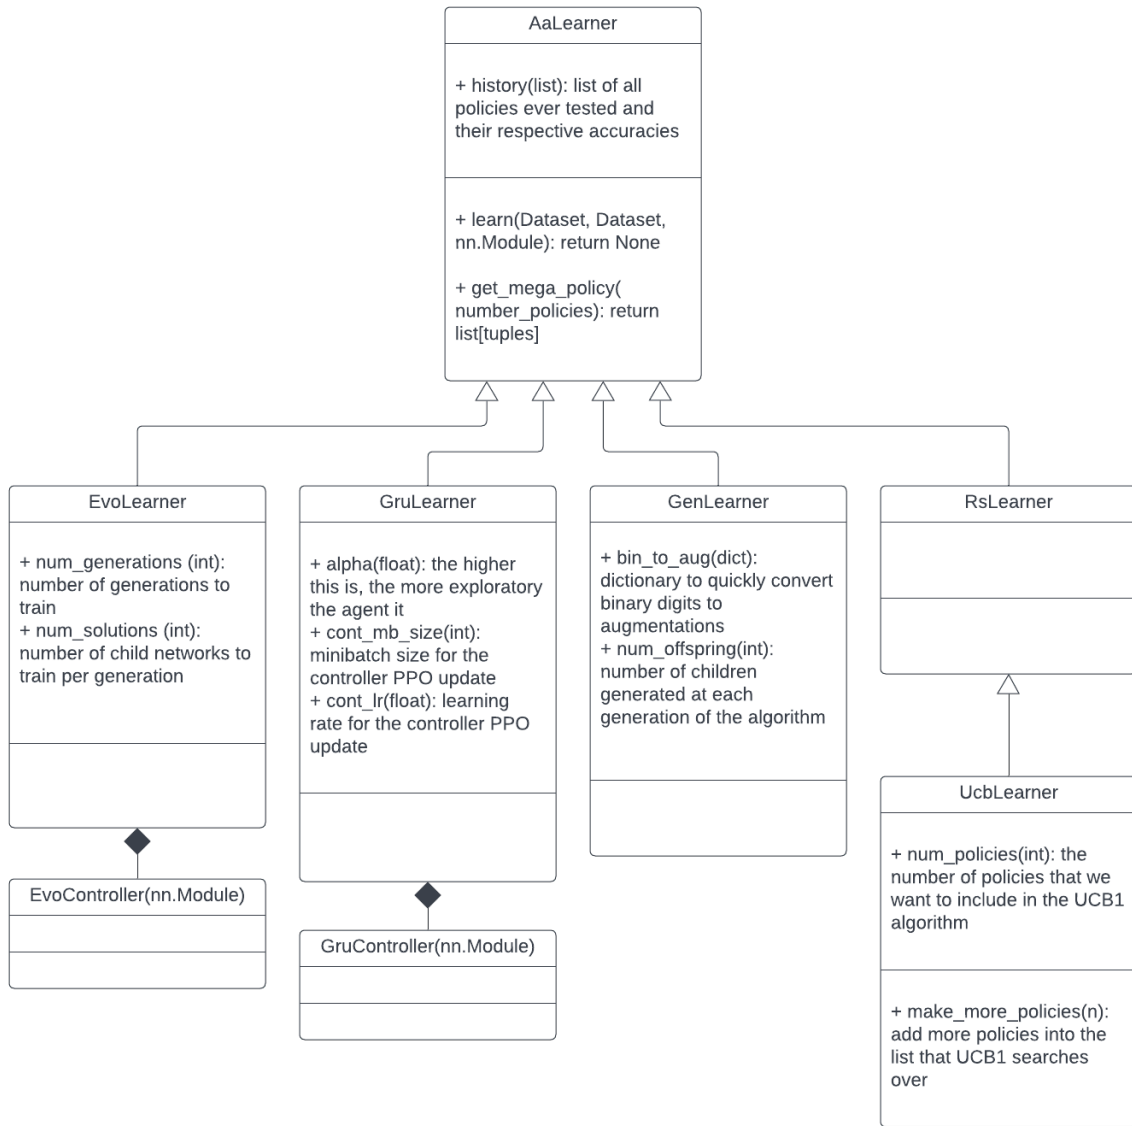 AaLearner
+ history(list): list of all
policies ever tested and
their respective accuracies
+ learn(Dataset, Dataset,
nn.Module): return None
+ get_mega_policy(
number_policies): return
list[tuples]
EvoLearner
+ num_generations (int):
number of generations to
train
+ num_solutions (int):
number of child networks to
train per generation
EvoController(nn.Module)
GruLearner
+ alpha(float): the higher
this is, the more exploratory
the agent it
+ cont_mb_size(int):
minibatch size for the
controller PPO update
+ cont_lr(float): learning
rate for the controller PPO
update
GruController(nn.Module)
GenLearner
+ bin_to_aug(dict):
dictionary to quickly convert
binary digits to
augmentations
+ num_offspring(int):
number of children
generated at each
generation of the algorithm
RsLearner
UcbLearner
+ num_policies(int): the
number of policies that we
want to include in the UCB1
algorithm
+ make_more_policies(n):
add more policies into the
list that UCB1 searches
over